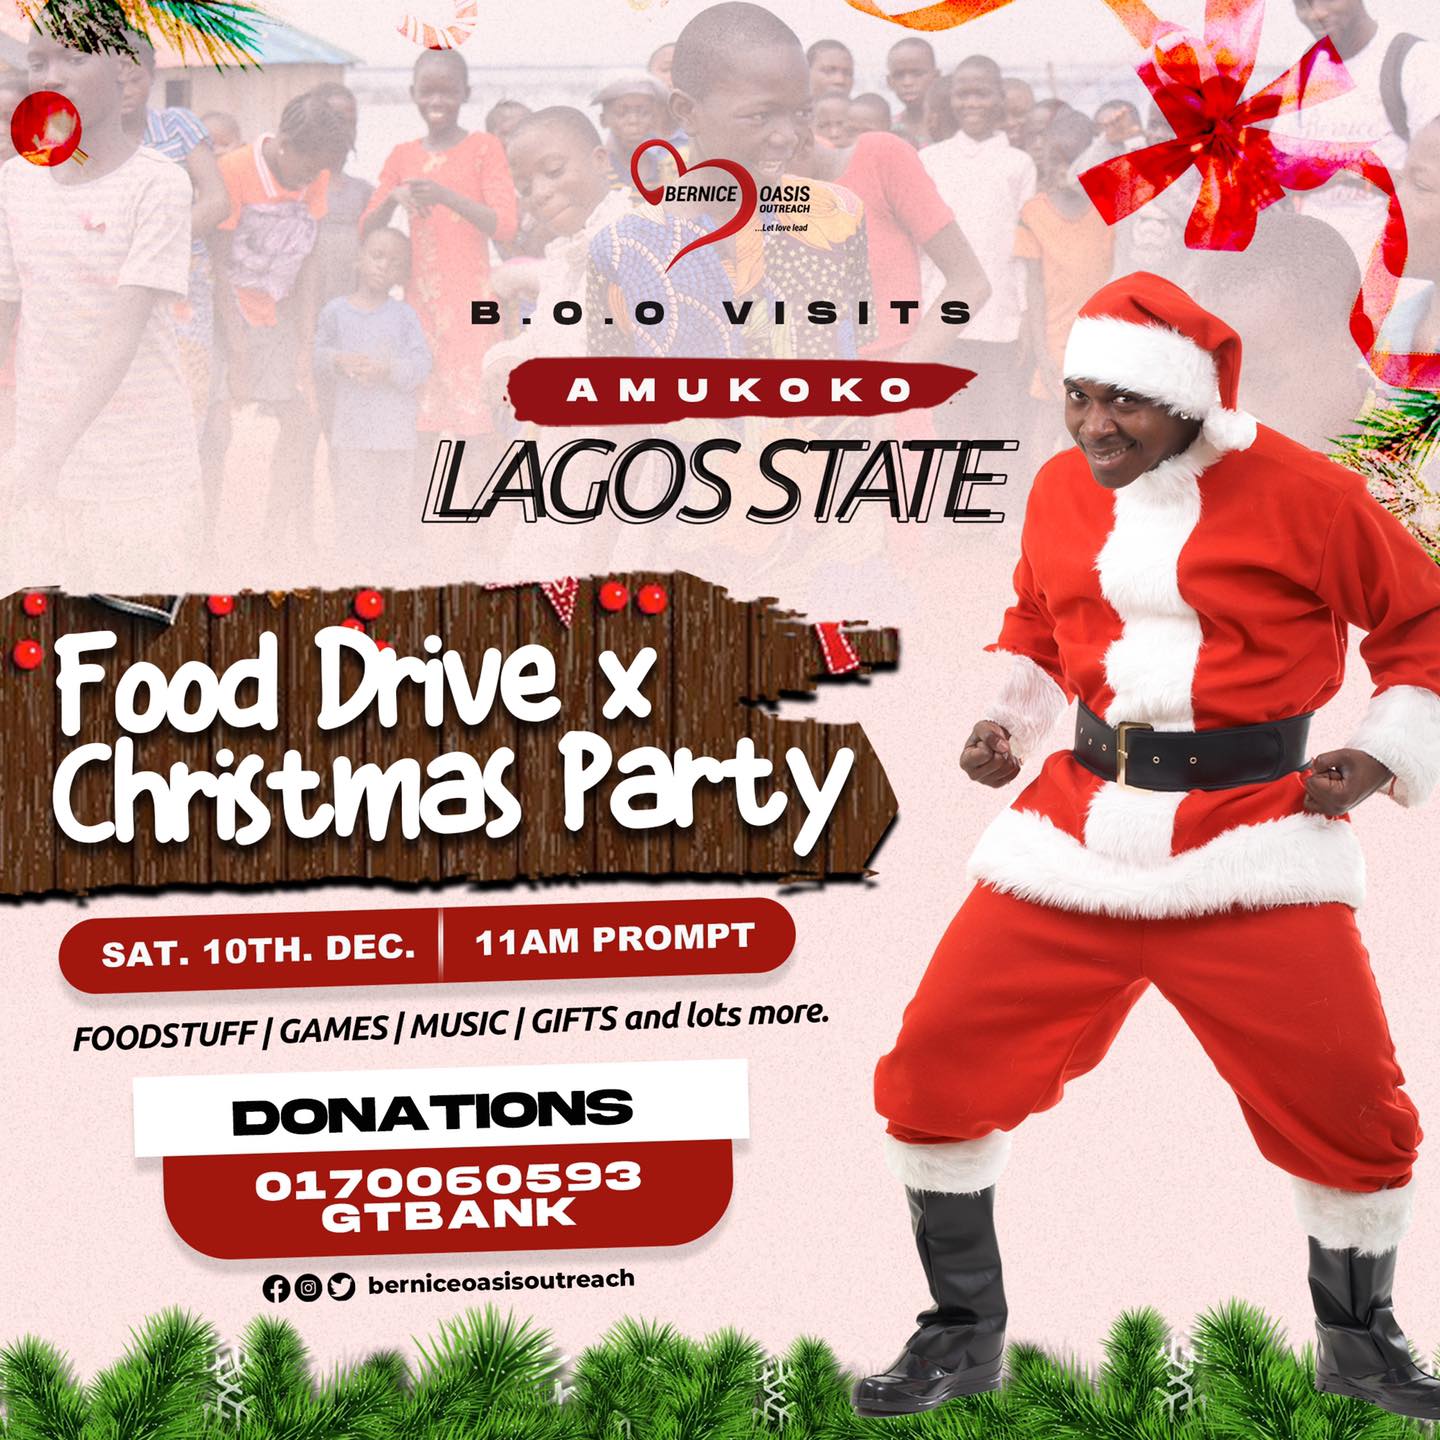 BERNICE OASIS
OUTREACH
...Let love lead
B.O.O VISITS
AMUKOKO
LAGOS STATE
Food Drive x
Christmas Party
SAT. 10TH. DEC. 11AM PROMPT
FOODSTUFF | GAMES | MUSIC | GIFTS and lots more.
DONATIONS
0170060593
GTBANK
berniceoasisoutreach